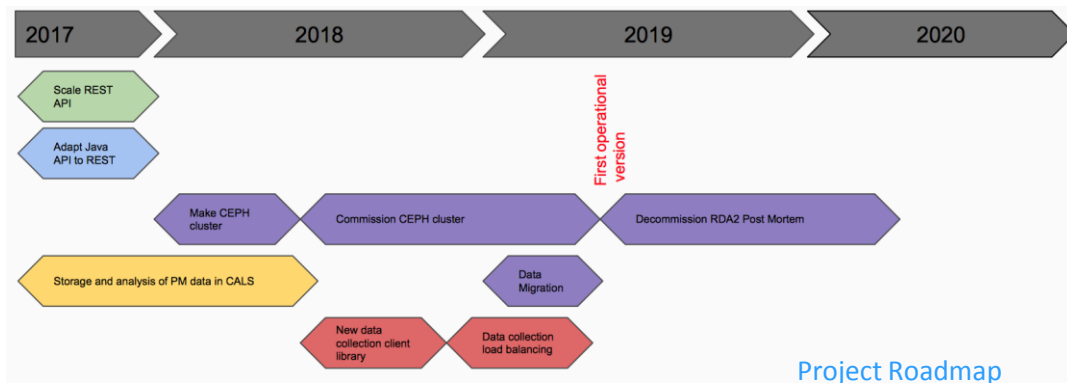 2017
2018
2019
2020
Scale REST
API
Adapt Java
API to REST
First operational
version
Make CEPH
cluster
Commission CEPH cluster
Decommission RDA2 Post Mortem
Storage and analysis of PM data in CALS
Data
Migration
New data
collection client
library
Data collection
load balancing
Project Roadmap